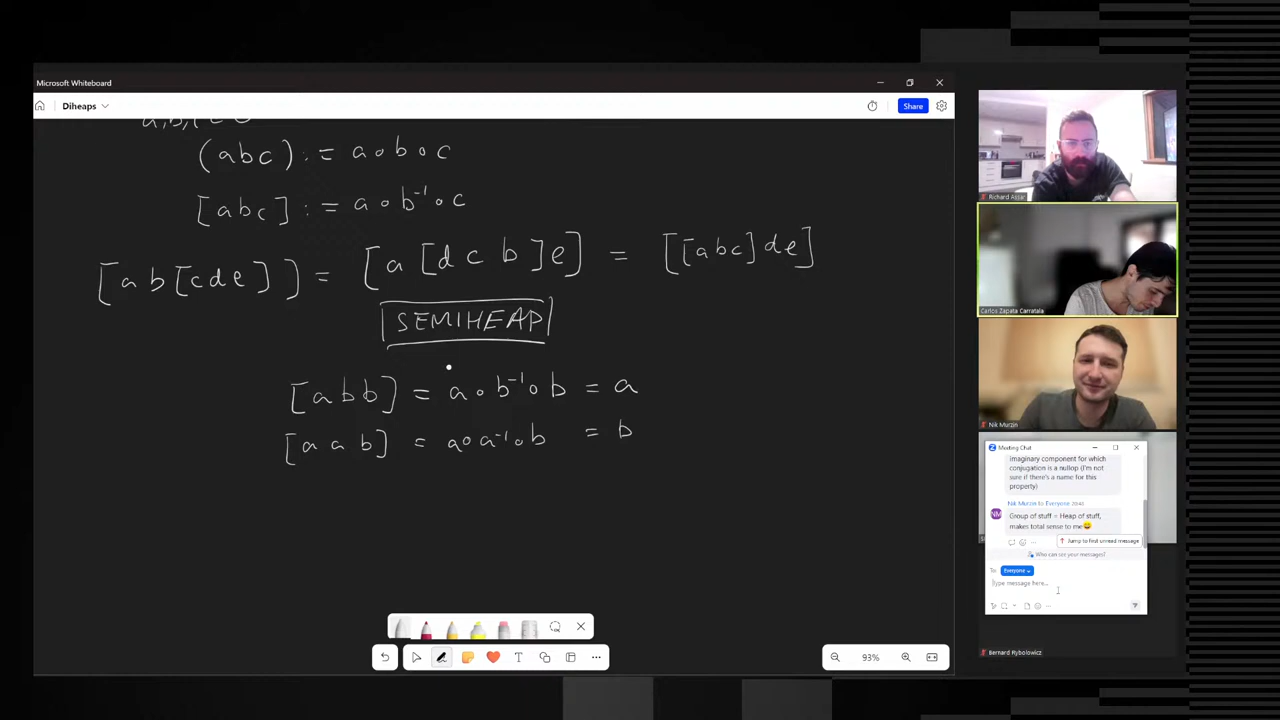 Microsoft Whiteboard
Diheaps
Share
(abc) := a∘b∘c
[abc] := a∘b⁻¹∘c
[ab[cde]] = [a[dcb]e] = [[abc]de]
SEMIHEAP
[abb] = a∘b⁻¹∘b = a
[aab] = a∘a⁻¹∘b = b
93%
Richard Assar
Carlos Zapata Carratala
Nik Murzin
Meeting Chat
imaginary component for which
conjugation is a nullop (I'm not
sure if there's a name for this
property)
Nik Murzin to Everyone
NM
Group of stuff = Heap of stuff,
makes total sense to me😄
Jump to first unread message
Who can see your messages?
To: Everyone
Type message here...
Bernard Rybolowicz